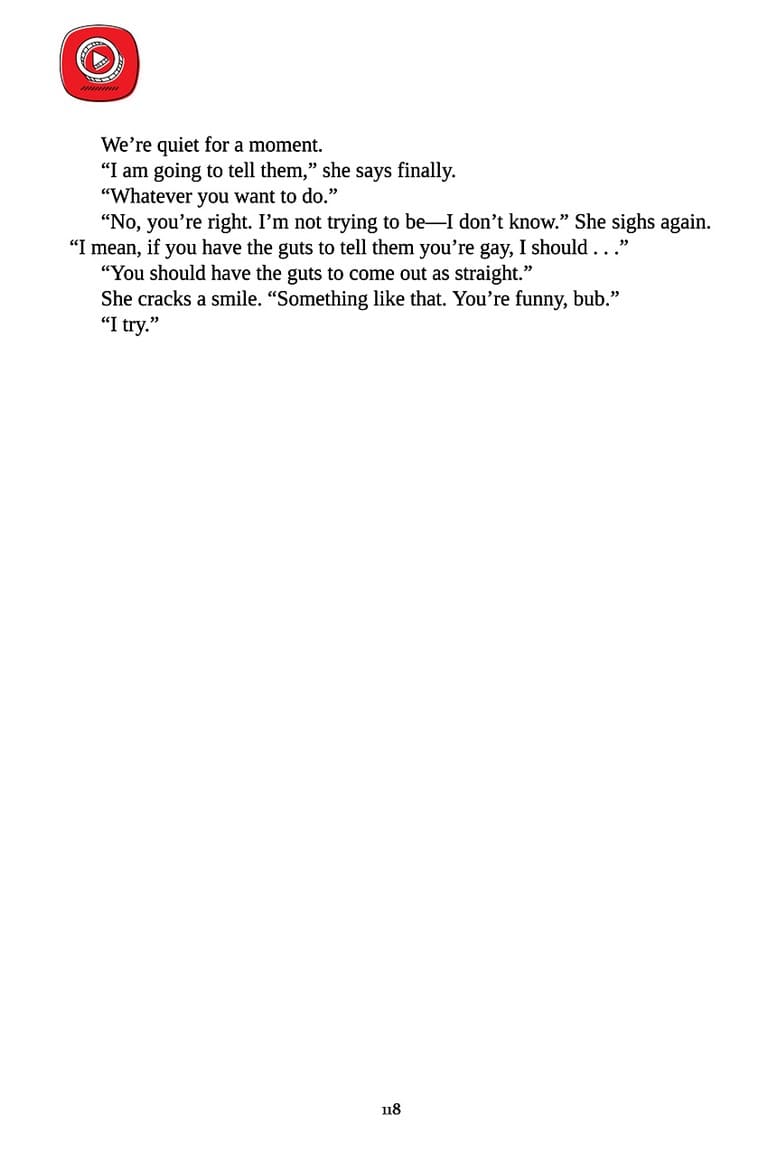 We’re quiet for a moment.
“I am going to tell them,” she says finally.
“Whatever you want to do.”
“No, you’re right. I’m not trying to be—I don’t know.” She sighs again.
“I mean, if you have the guts to tell them you’re gay, I should . . .”
“You should have the guts to come out as straight.”
She cracks a smile. “Something like that. You’re funny, bub.”
“I try.”
118